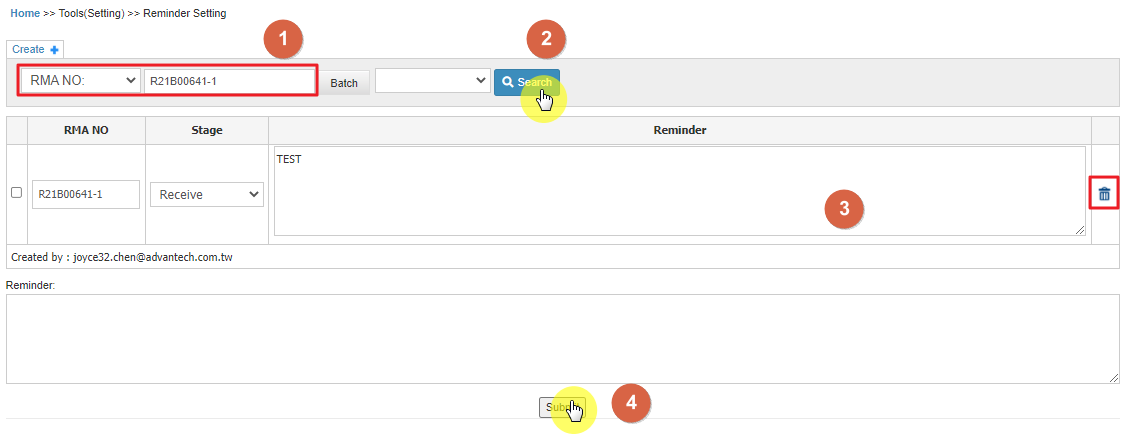 Home >> Tools(Setting) >> Reminder Setting
1
2
Create +
RMA NO: R21B00641-1 Batch Search
RMA NO Stage Reminder
TEST
R21B00641-1 Receive
3
Created by : joyce32.chen@advantech.com.tw
Reminder:
Submit
4